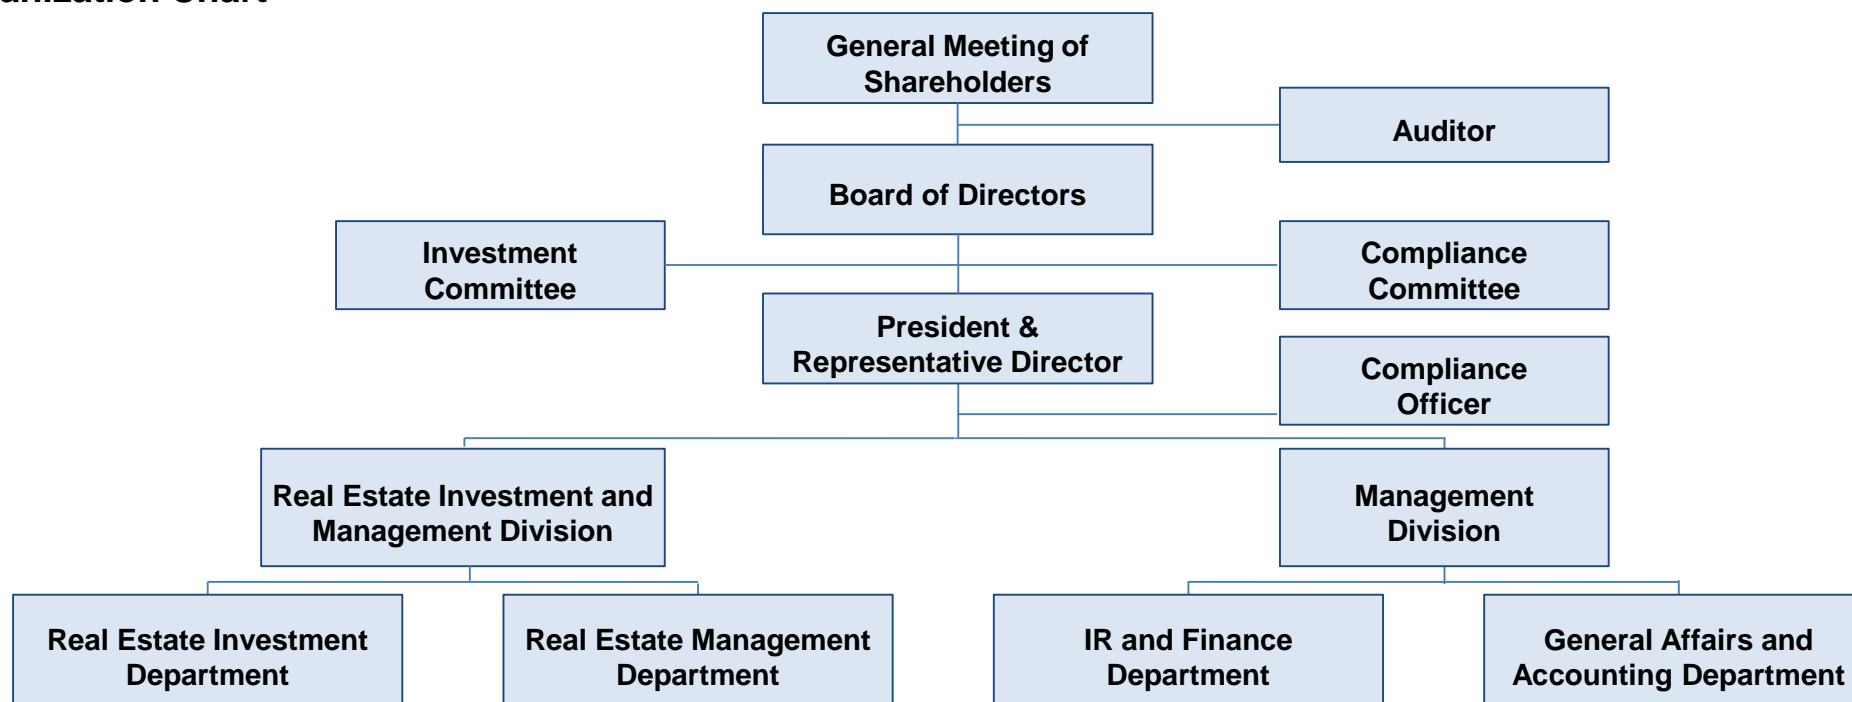 General Meeting of
Shareholders
Auditor
Board of Directors
Investment
Committee
Compliance
Committee
President &
Representative Director
Compliance
Officer
Real Estate Investment and
Management Division
Management
Division
Real Estate Investment
Department
Real Estate Management
Department
IR and Finance
Department
General Affairs and
Accounting Department